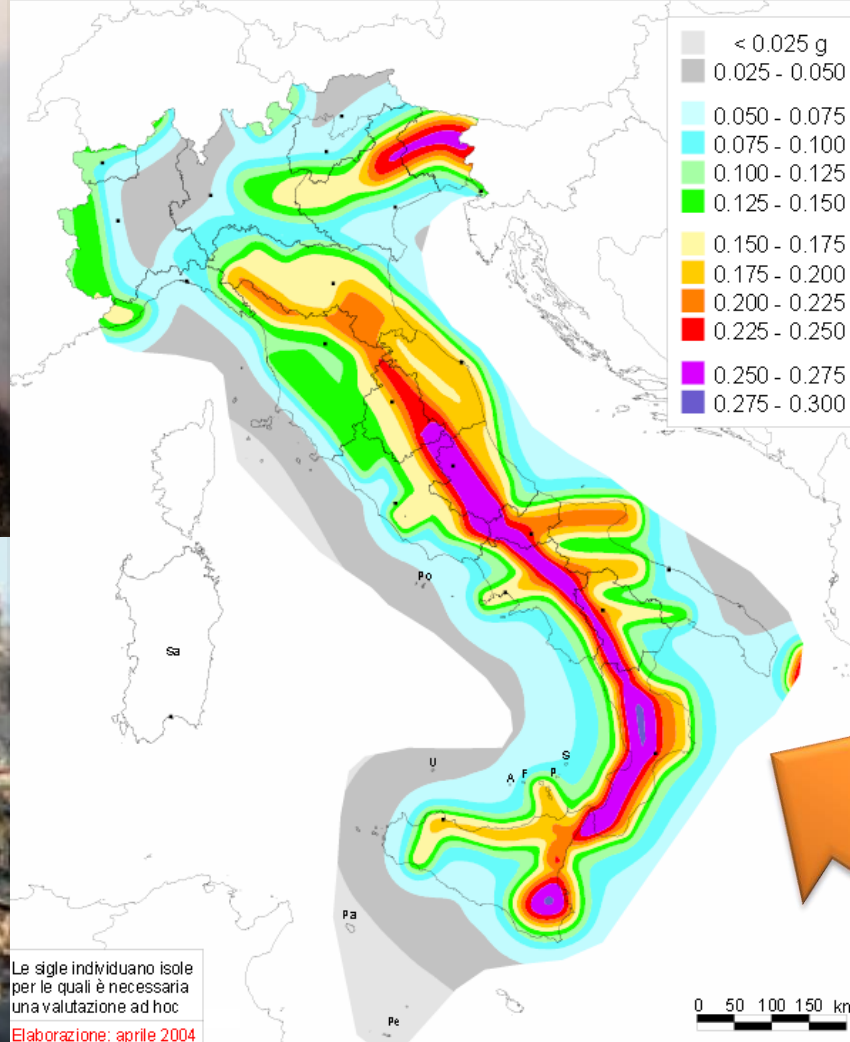 < 0.025 g
0.025 - 0.050
0.050 - 0.075
0.075 - 0.100
0.100 - 0.125
0.125 - 0.150
0.150 - 0.175
0.175 - 0.200
0.200 - 0.225
0.225 - 0.250
0.250 - 0.275
0.275 - 0.300
Po
Sa
S
U
A F P
Pa
Pe
Le sigle individuano isole
per le quali è necessaria
una valutazione ad hoc
Elaborazione: aprile 2004
0 50 100 150 km